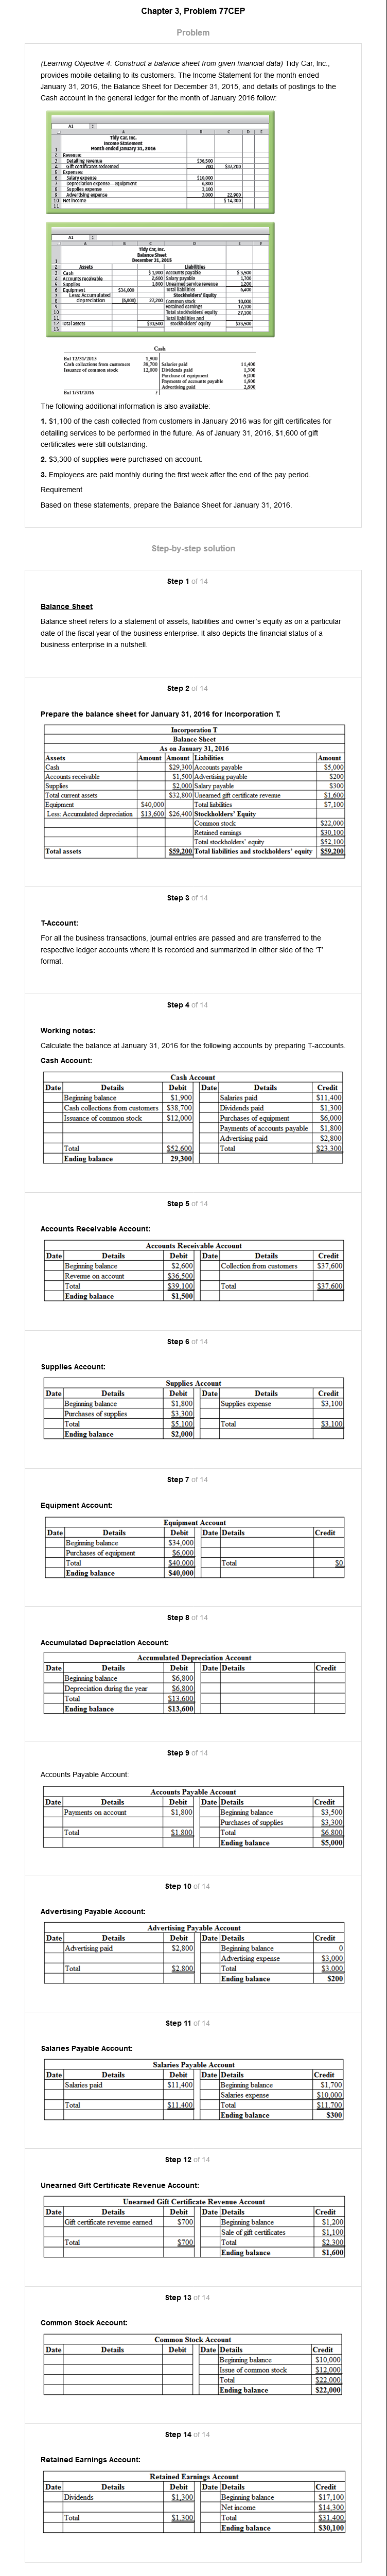 Chapter 3, Problem 77CEP
Problem
(Learning Objective 4: Construct a balance sheet from given financial data) Tidy Car, Inc.,
provides mobile detailing to its customers. The Income Statement for the month ended
January 31, 2016, the Balance Sheet for December 31, 2015, and details of postings to the
Cash account in the general ledger for the month of January 2016 follow:
A1
A B C D E
Tidy Car, Inc.
Income Statement
1 Month ended January 31, 2016
2 Revenue:
3 Detailing revenue $36,500
4 Gift certificates redeemed 700 $37,200
5 Expenses:
6 Salary expense $10,000
7 Depreciation expense—equipment 6,800
8 Supplies expense 3,100
9 Advertising expense 3,000 22,900
10 Net income $ 14,300
11
A1
A B C D E F
Tidy Car, Inc.
Balance Sheet
1 December 31, 2015
2 Assets Liabilities
3 Cash $ 1,900 Accounts payable $ 3,500
4 Accounts receivable 2,600 Salary payable 1,700
5 Supplies 1,800 Unearned service revenue 1,200
6 Equipment $34,000 Total liabilities 6,400
7 Less: Accumulated Stockholders' Equity
8 depreciation (6,800) 27,200 Common stock 10,000
9 Retained earnings 17,100
10 Total stockholders' equity 27,100
11 Total liabilities and
12 Total assets $33,500 stockholders' equity $33,500
13
Cash
Bal 12/31/2015 1,900
Cash collections from customers 38,700 Salaries paid 11,400
Issuance of common stock 12,000 Dividends paid 1,300
Purchase of equipment 6,000
Payments of accounts payable 1,800
Advertising paid 2,800
Bal 1/31/2016 ?
The following additional information is also available:
1. $1,100 of the cash collected from customers in January 2016 was for gift certificates for
detailing services to be performed in the future. As of January 31, 2016, $1,600 of gift
certificates were still outstanding.
2. $3,300 of supplies were purchased on account.
3. Employees are paid monthly during the first week after the end of the pay period.
Requirement
Based on these statements, prepare the Balance Sheet for January 31, 2016.
Step-by-step solution
Step 1 of 14
Balance Sheet
Balance sheet refers to a statement of assets, liabilities and owner's equity as on a particular
date of the fiscal year of the business enterprise. It also depicts the financial status of a
business enterprise in a nutshell.
Step 2 of 14
Prepare the balance sheet for January 31, 2016 for Incorporation T.
Incorporation T
Balance Sheet
As on January 31, 2016
Assets Amount Amount Liabilities Amount
Cash $29,300 Accounts payable $5,000
Accounts receivable $1,500 Advertising payable $200
Supplies $2,000 Salary payable $300
Total current assets $32,800 Unearned gift certificate revenue $1,600
Equipment $40,000 Total liabilities $7,100
Less: Accumulated depreciation $13,600 $26,400 Stockholders' Equity
Common stock $22,000
Retained earnings $30,100
Total stockholders' equity $52,100
Total assets $59,200 Total liabilities and stockholders' equity $59,200
Step 3 of 14
T-Account:
For all the business transactions, journal entries are passed and are transferred to the
respective ledger accounts where it is recorded and summarized in either side of the 'T'
format.
Step 4 of 14
Working notes:
Calculate the balance at January 31, 2016 for the following accounts by preparing T-accounts.
Cash Account:
Cash Account
Date Details Debit Date Details Credit
Beginning balance $1,900 Salaries paid $11,400
Cash collections from customers $38,700 Dividends paid $1,300
Issuance of common stock $12,000 Purchases of equipment $6,000
Payments of accounts payable $1,800
Advertising paid $2,800
Total $52,600 Total $23,300
Ending balance 29,300
Step 5 of 14
Accounts Receivable Account:
Accounts Receivable Account
Date Details Debit Date Details Credit
Beginning balance $2,600 Collection from customers $37,600
Revenue on account $36,500
Total $39,100 Total $37,600
Ending balance $1,500
Step 6 of 14
Supplies Account:
Supplies Account
Date Details Debit Date Details Credit
Beginning balance $1,800 Supplies expense $3,100
Purchases of supplies $3,300
Total $5,100 Total $3,100
Ending balance $2,000
Step 7 of 14
Equipment Account:
Equipment Account
Date Details Debit Date Details Credit
Beginning balance $34,000
Purchases of equipment $6,000
Total $40,000 Total $0
Ending balance $40,000
Step 8 of 14
Accumulated Depreciation Account:
Accumulated Depreciation Account
Date Details Debit Date Details Credit
Beginning balance $6,800
Depreciation during the year $6,800
Total $13,600
Ending balance $13,600
Step 9 of 14
Accounts Payable Account:
Accounts Payable Account
Date Details Debit Date Details Credit
Payments on account $1,800 Beginning balance $3,500
Purchases of supplies $3,300
Total $1,800 Total $6,800
Ending balance $5,000
Step 10 of 14
Advertising Payable Account:
Advertising Payable Account
Date Details Debit Date Details Credit
Advertising paid $2,800 Beginning balance 0
Advertising expense $3,000
Total $2,800 Total $3,000
Ending balance $200
Step 11 of 14
Salaries Payable Account:
Salaries Payable Account
Date Details Debit Date Details Credit
Salaries paid $11,400 Beginning balance $1,700
Salaries expense $10,000
Total $11,400 Total $11,700
Ending balance $300
Step 12 of 14
Unearned Gift Certificate Revenue Account:
Unearned Gift Certificate Revenue Account
Date Details Debit Date Details Credit
Gift certificate revenue earned $700 Beginning balance $1,200
Sale of gift certificates $1,100
Total $700 Total $2,300
Ending balance $1,600
Step 13 of 14
Common Stock Account:
Common Stock Account
Date Details Debit Date Details Credit
Beginning balance $10,000
Issue of common stock $12,000
Total $22,000
Ending balance $22,000
Step 14 of 14
Retained Earnings Account:
Retained Earnings Account
Date Details Debit Date Details Credit
Dividends $1,300 Beginning balance $17,100
Net income $14,300
Total $1,300 Total $31,400
Ending balance $30,100